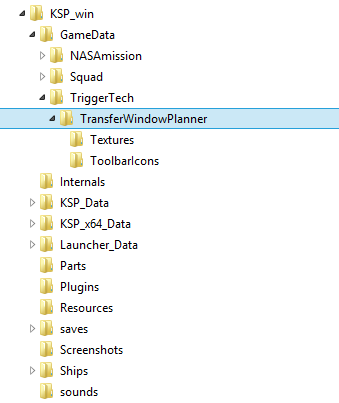 KSP_win
GameData
NASAmission
Squad
TriggerTech
TransferWindowPlanner
Textures
ToolbarIcons
Internals
KSP_Data
KSP_x64_Data
Launcher_Data
Parts
Plugins
Resources
saves
Screenshots
Ships
sounds